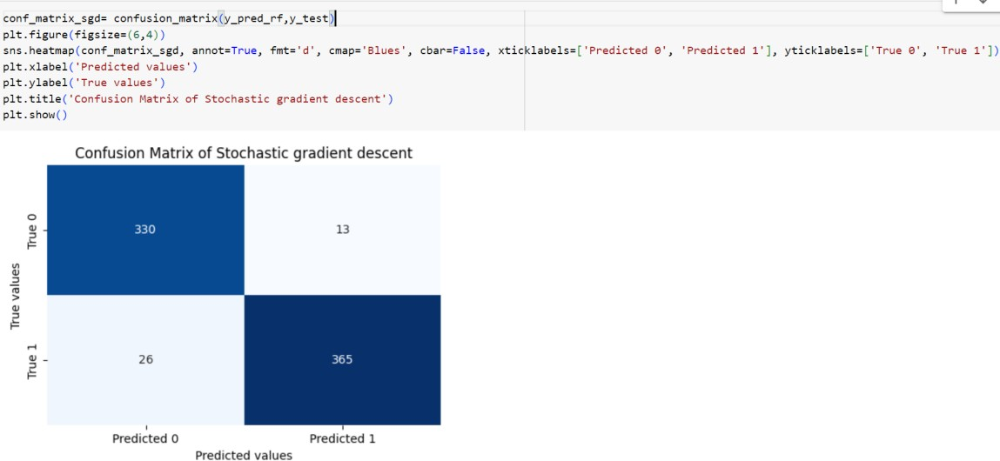 conf_matrix_sgd= confusion_matrix(y_pred_rf,y_test)
plt.figure(figsize=(6,4))
sns.heatmap(conf_matrix_sgd, annot=True, fmt='d', cmap='Blues', cbar=False, xticklabels=['Predicted 0', 'Predicted 1'], yticklabels=['True 0', 'True 1'])
plt.xlabel('Predicted values')
plt.ylabel('True values')
plt.title('Confusion Matrix of Stochastic gradient descent')
plt.show()
Confusion Matrix of Stochastic gradient descent
True values
True 0
330 13
True 1
26 365
Predicted 0 Predicted 1
Predicted values